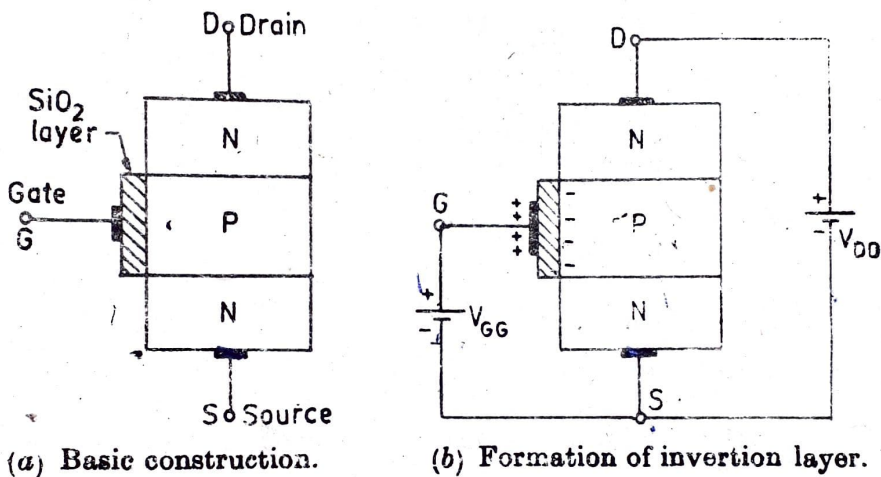 D Drain
SiO2
layer
N
Gate
G
P
N
S Source
(a) Basic construction.
D
N
G
+
+
+
+
-
-
-
-
P
+
-
VDD
+
-
VGG
N
S
(b) Formation of invertion layer.